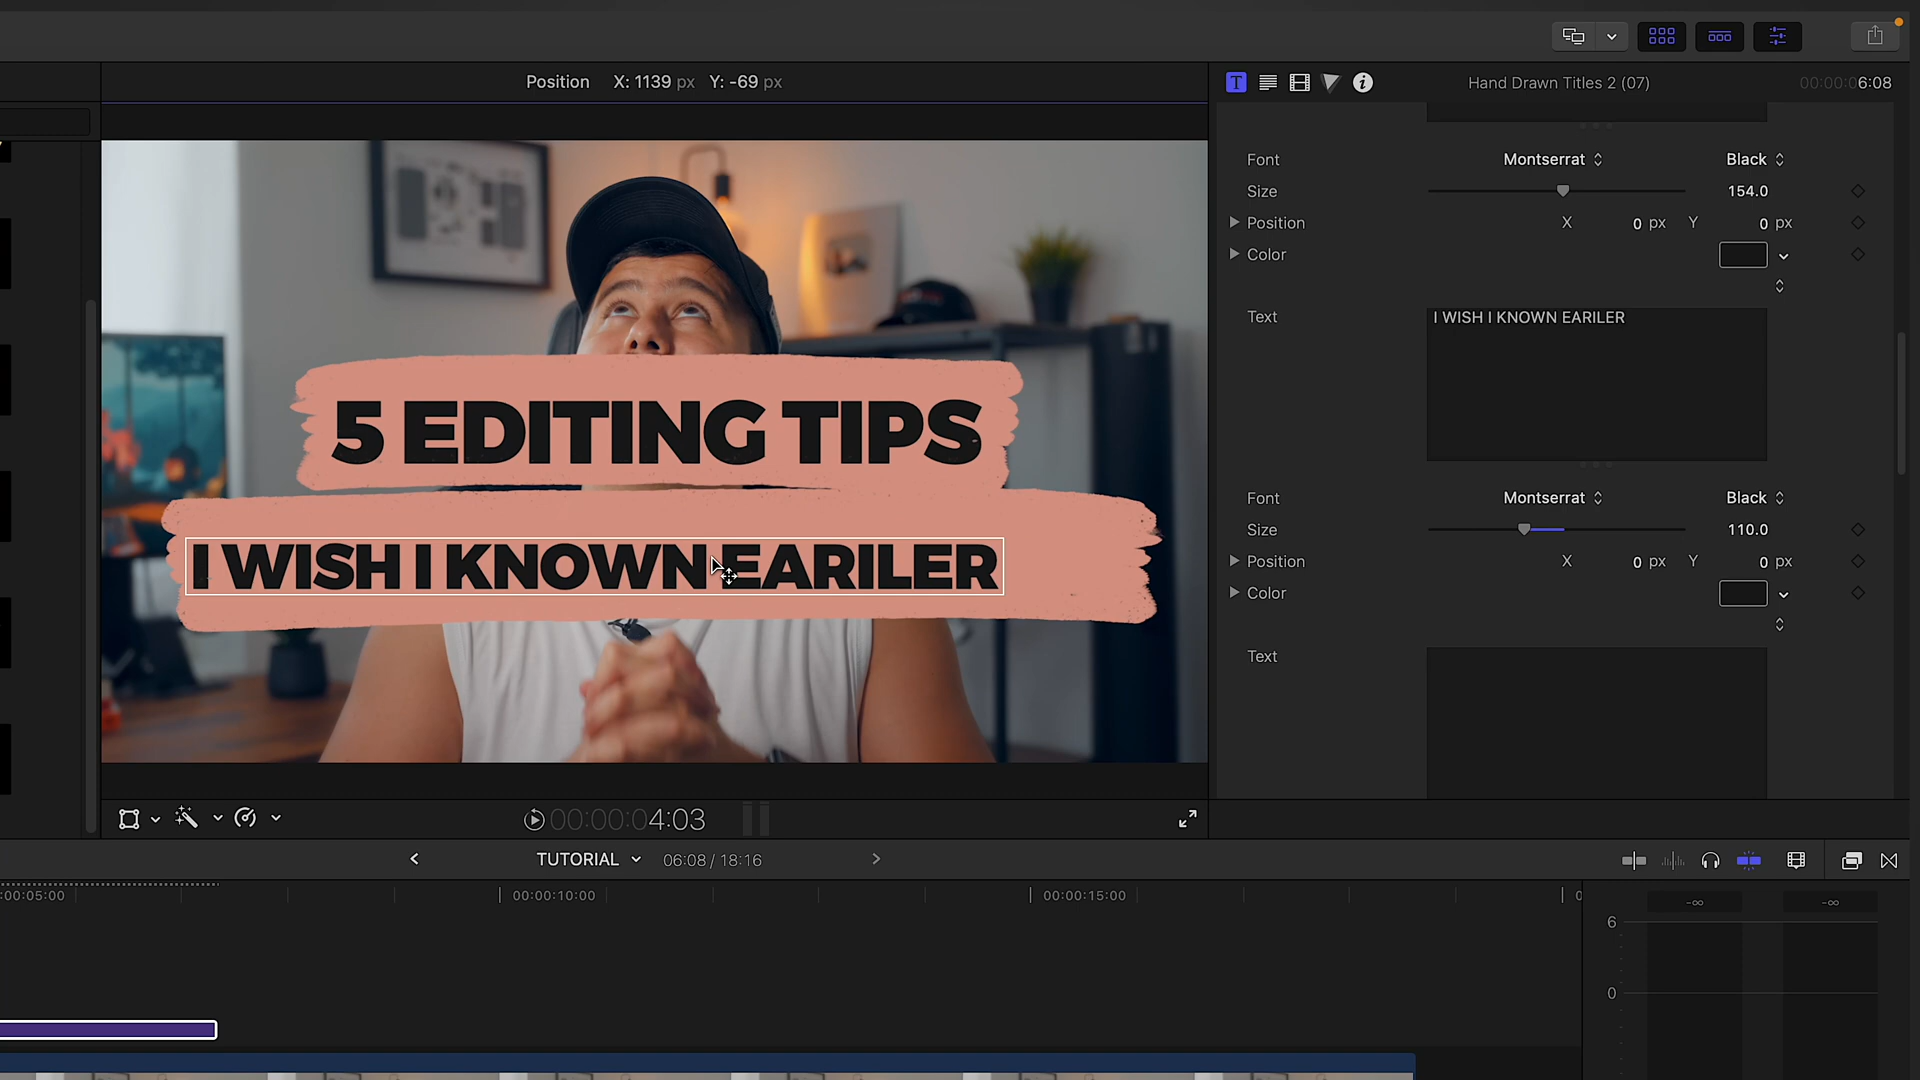 Position X: 1139 px Y: -69 px
Hand Drawn Titles 2 (07) 00:00:06:08
Font Montserrat Black
Size 154.0
Position X 0 px Y 0 px
Color
Text I WISH I KNOWN EARILER
5 EDITING TIPS
I WISH I KNOWN EARILER
Font Montserrat Black
Size 110.0
Position X 0 px Y 0 px
Color
Text
00:00:04:03
TUTORIAL 06:08 / 18:16
:00:05:00 00:00:10:00 00:00:15:00 0
-∞ -∞
6
0